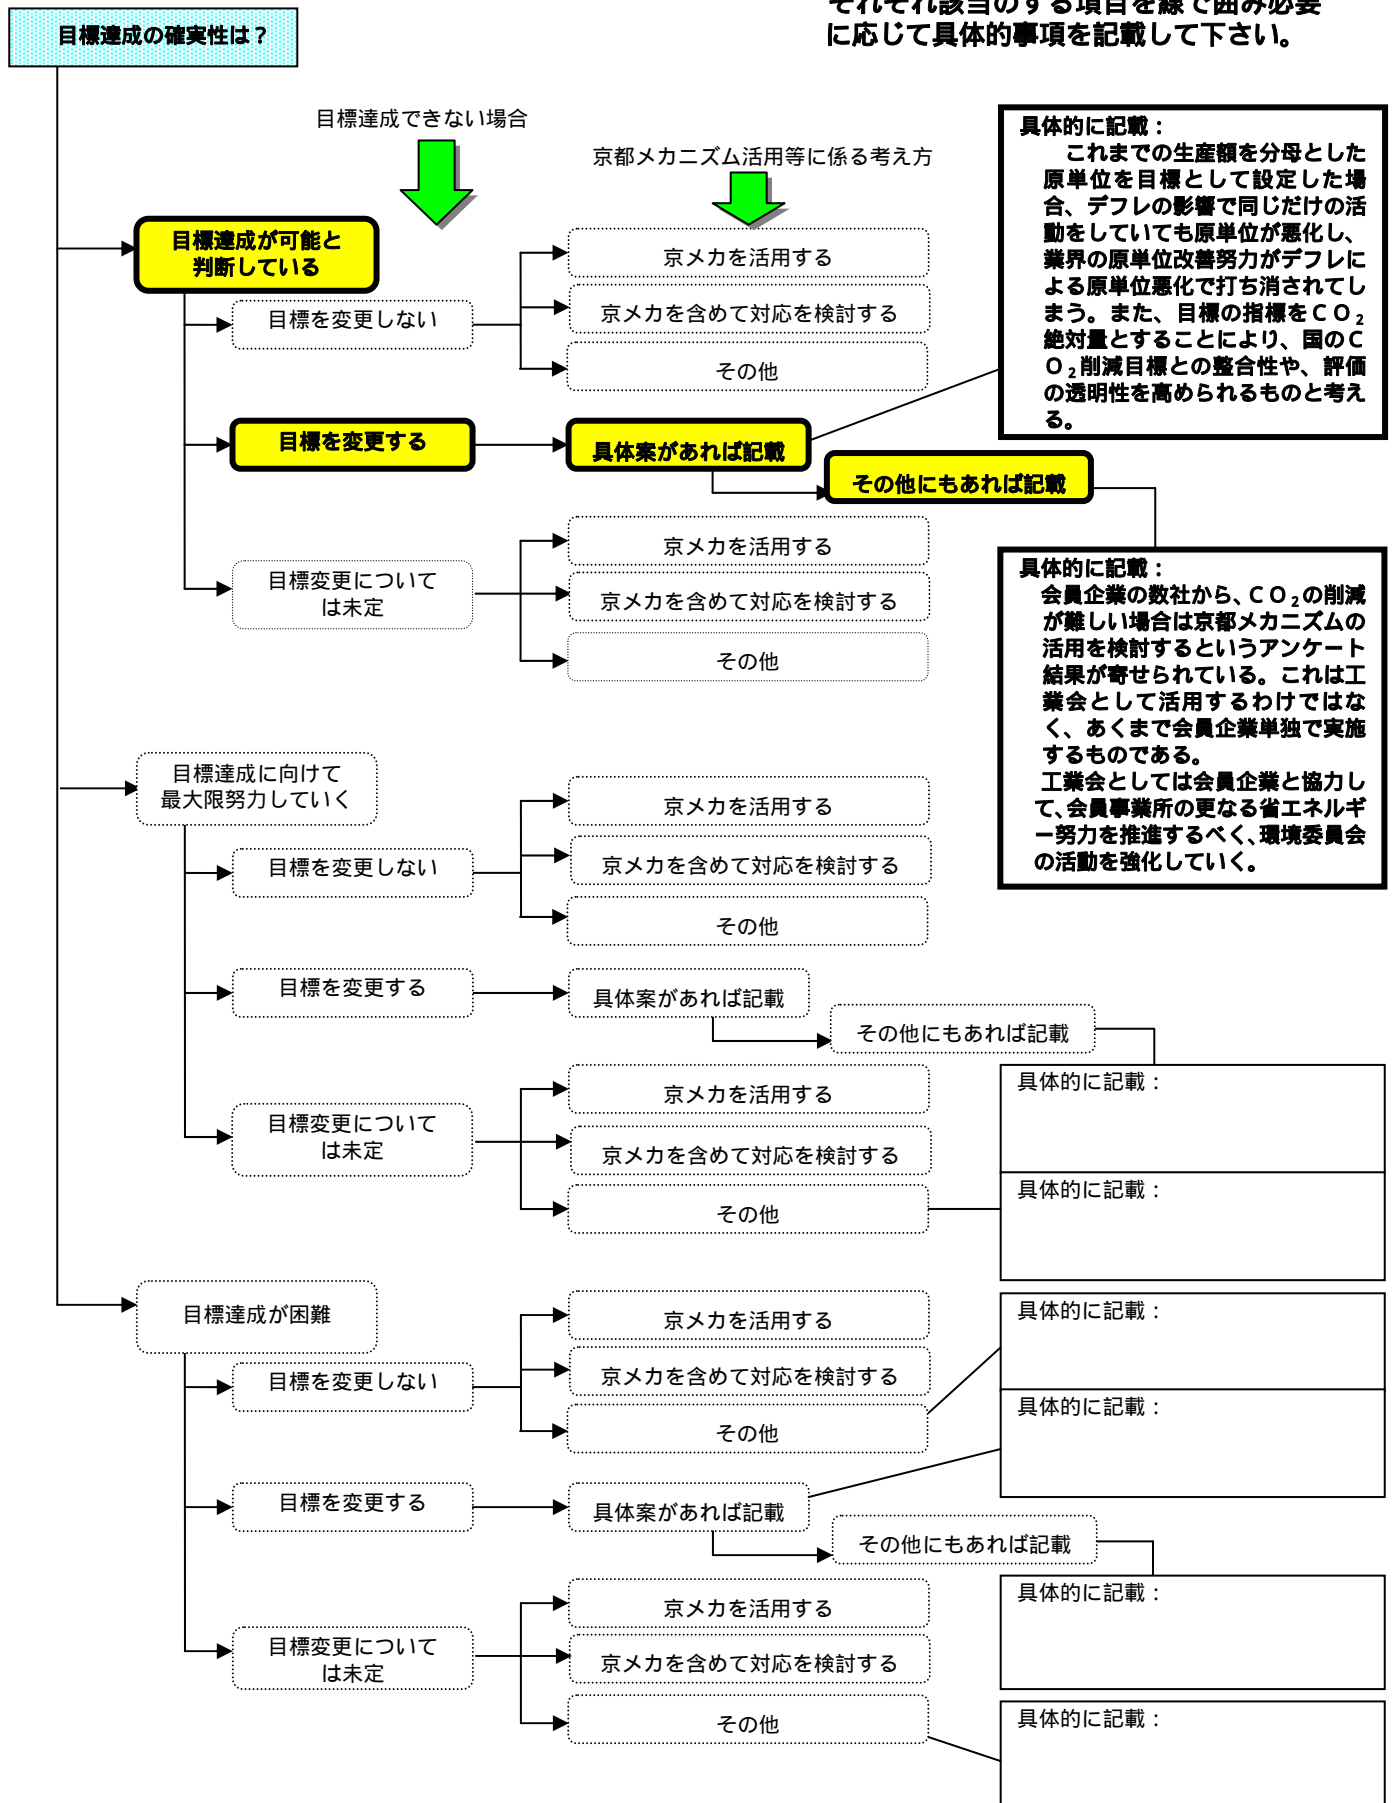 それぞれ該当のする項目を線で囲み必要
に応じて具体的事項を記載して下さい。
目標達成の確実性は？
目標達成できない場合
京都メカニズム活用等に係る考え方
具体的に記載：
これまでの生産額を分母とした
原単位を目標として設定した場
合、デフレの影響で同じだけの活
動をしていても原単位が悪化し、
業界の原単位改善努力がデフレに
よる原単位悪化で打ち消されてし
まう。また、目標の指標をＣＯ₂
絶対量とすることにより、国のＣ
Ｏ₂削減目標との整合性や、評価
の透明性を高められるものと考え
る。
目標達成が可能と
判断している
目標を変更しない
京メカを活用する
京メカを含めて対応を検討する
その他
目標を変更する
具体案があれば記載
その他にもあれば記載
目標変更について
は未定
京メカを活用する
京メカを含めて対応を検討する
その他
具体的に記載：
会員企業の数社から、ＣＯ₂の削減
が難しい場合は京都メカニズムの
活用を検討するというアンケート
結果が寄せられている。これは工
業会として活用するわけではな
く、あくまで会員企業単独で実施
するものである。
工業会としては会員企業と協力し
て、会員事業所の更なる省エネルギ
ー努力を推進するべく、環境委員会
の活動を強化していく。
目標達成に向けて
最大限努力していく
目標を変更しない
京メカを活用する
京メカを含めて対応を検討する
その他
目標を変更する
具体案があれば記載
その他にもあれば記載
目標変更について
は未定
京メカを活用する
京メカを含めて対応を検討する
その他
具体的に記載：
具体的に記載：
目標達成が困難
目標を変更しない
京メカを活用する
京メカを含めて対応を検討する
その他
具体的に記載：
具体的に記載：
目標を変更する
具体案があれば記載
その他にもあれば記載
目標変更について
は未定
京メカを活用する
京メカを含めて対応を検討する
その他
具体的に記載：
具体的に記載：